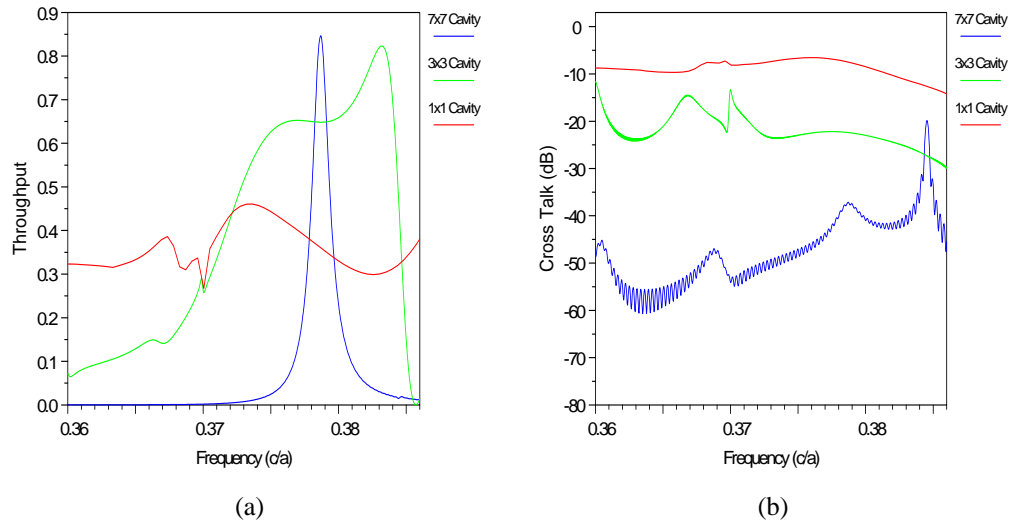 0.9
0.8
0.7
0.6
0.5
0.4
0.3
0.2
0.1
0.0
Throughput
0.36
0.37
0.38
Frequency (c/a)
7x7 Cavity
3x3 Cavity
1x1 Cavity
(a)
0
-10
-20
-30
-40
-50
-60
-70
-80
Cross Talk (dB)
0.36
0.37
0.38
Frequency (c/a)
7x7 Cavity
3x3 Cavity
1x1 Cavity
(b)